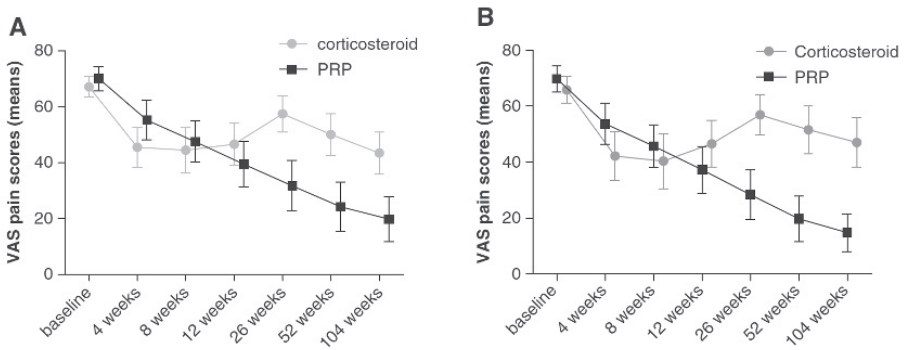 A
corticosteroid
PRP
VAS pain scores (means)
80
60
40
20
0
baseline
4 weeks
8 weeks
12 weeks
26 weeks
52 weeks
104 weeks
B
Corticosteroid
PRP
VAS pain scores (means)
80
60
40
20
0
baseline
4 weeks
8 weeks
12 weeks
26 weeks
52 weeks
104 weeks